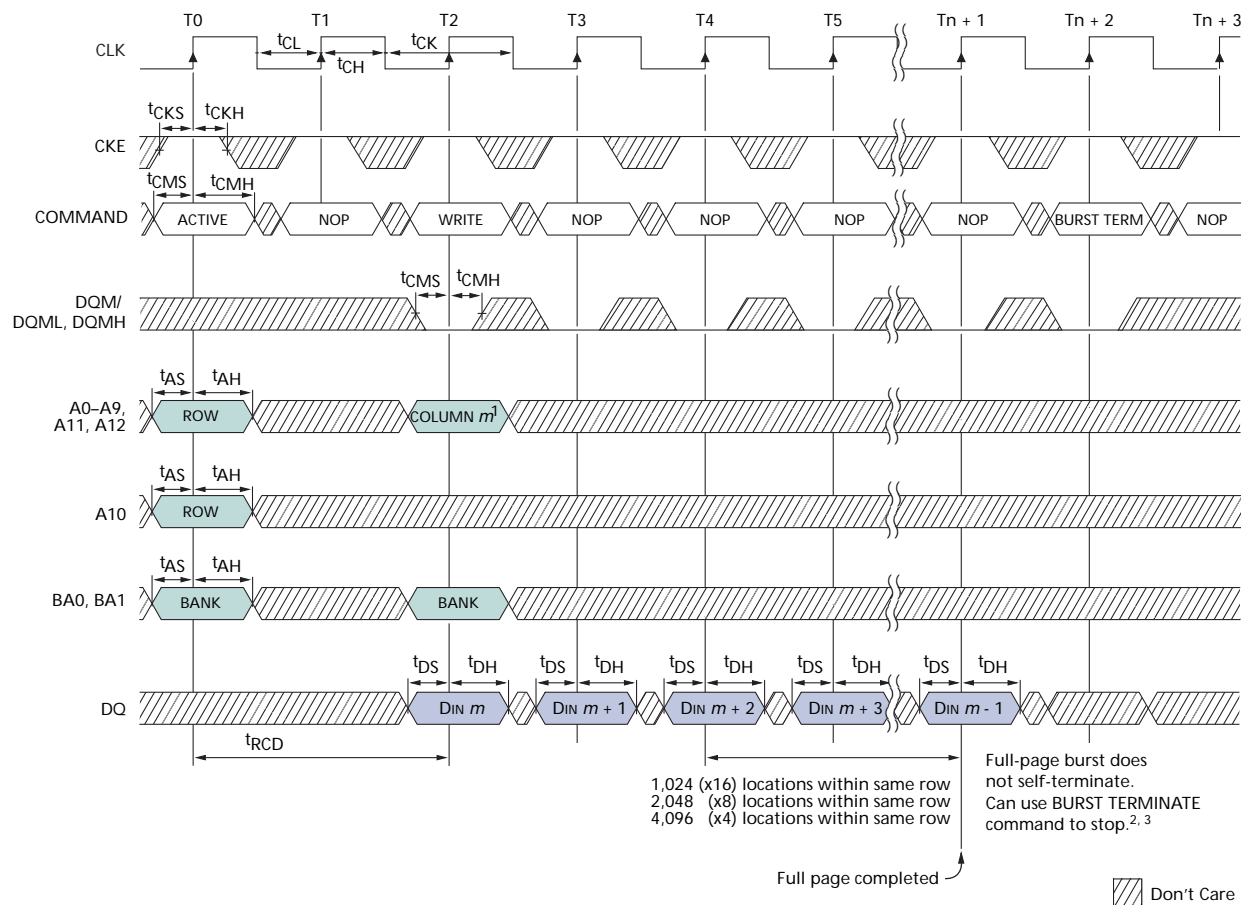 T0 T1 T2 T3 T4 T5 Tn + 1 Tn + 2 Tn + 3
CLK
tCL
tCH
tCK
tCKS tCKH
CKE
tCMS tCMH
COMMAND
ACTIVE NOP WRITE NOP NOP NOP NOP BURST TERM NOP
tCMS tCMH
DQM/
DQML, DQMH
tAS tAH
A0–A9,
A11, A12
ROW COLUMN m1
tAS tAH
A10
ROW
tAS tAH
BA0, BA1
BANK BANK
tDS tDH tDS tDH tDS tDH tDS tDH tDS tDH
DQ
DIN m DIN m + 1 DIN m + 2 DIN m + 3 DIN m - 1
tRCD
1,024 (x16) locations within same row
2,048 (x8) locations within same row
4,096 (x4) locations within same row
Full-page burst does
not self-terminate.
Can use BURST TERMINATE
command to stop.2, 3
Full page completed
Don't Care